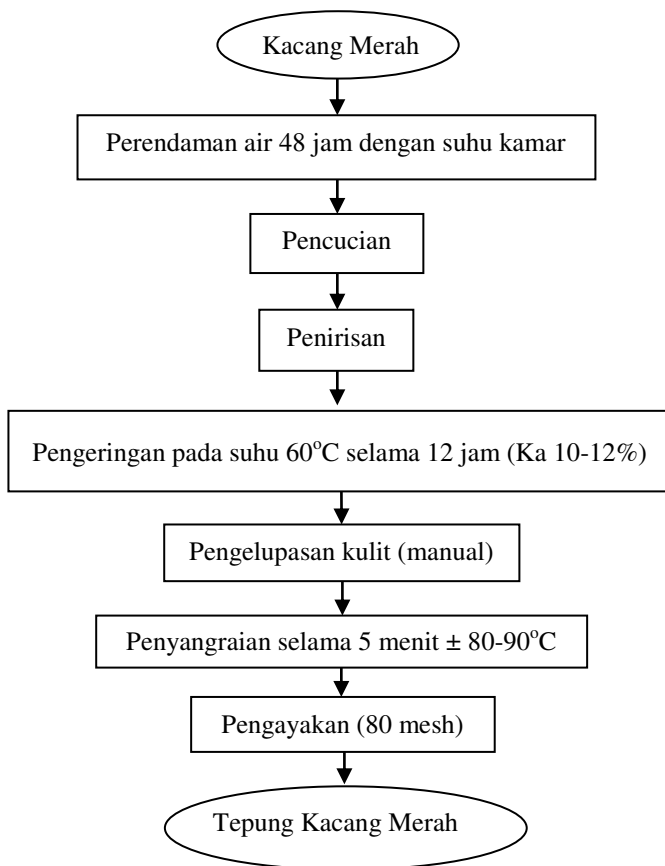 Kacang Merah
Perendaman air 48 jam dengan suhu kamar
Pencucian
Penirisan
Pengeringan pada suhu 60°C selama 12 jam (Ka 10-12%)
Pengelupasan kulit (manual)
Penyangraian selama 5 menit ± 80-90°C
Pengayakan (80 mesh)
Tepung Kacang Merah